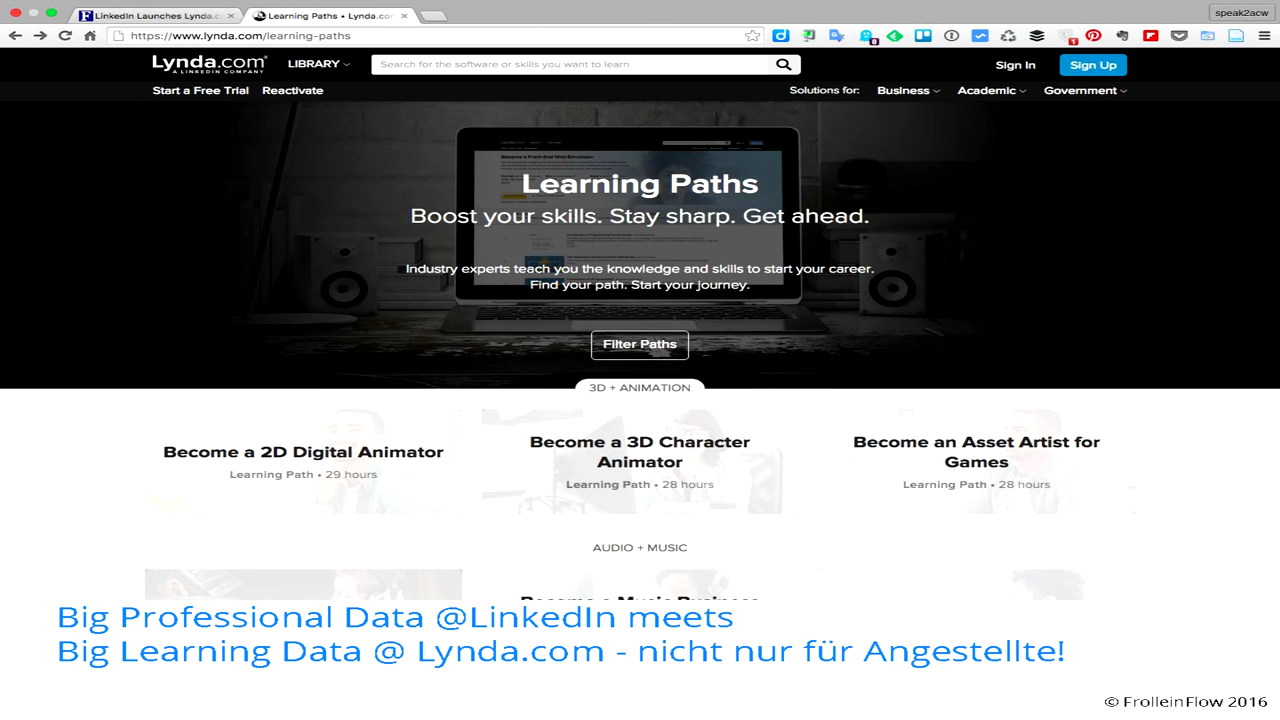 LinkedIn Launches Lynda.c
Learning Paths • Lynda.com
speak2acw
https://www.lynda.com/learning-paths
Lynda.com
A LINKEDIN COMPANY
LIBRARY
Search for the software or skills you want to learn
Sign In
Sign Up
Start a Free Trial
Reactivate
Solutions for:
Business
Academic
Government
Learning Paths
Boost your skills. Stay sharp. Get ahead.
Industry experts teach you the knowledge and skills to start your career.
Find your path. Start your journey.
Filter Paths
3D + ANIMATION
Become a 2D Digital Animator
Learning Path • 29 hours
Become a 3D Character
Animator
Learning Path • 28 hours
Become an Asset Artist for
Games
Learning Path • 28 hours
AUDIO + MUSIC
Become a Music Business
Big Professional Data @LinkedIn meets
Big Learning Data @ Lynda.com - nicht nur für Angestellte!
© FrolleinFlow 2016